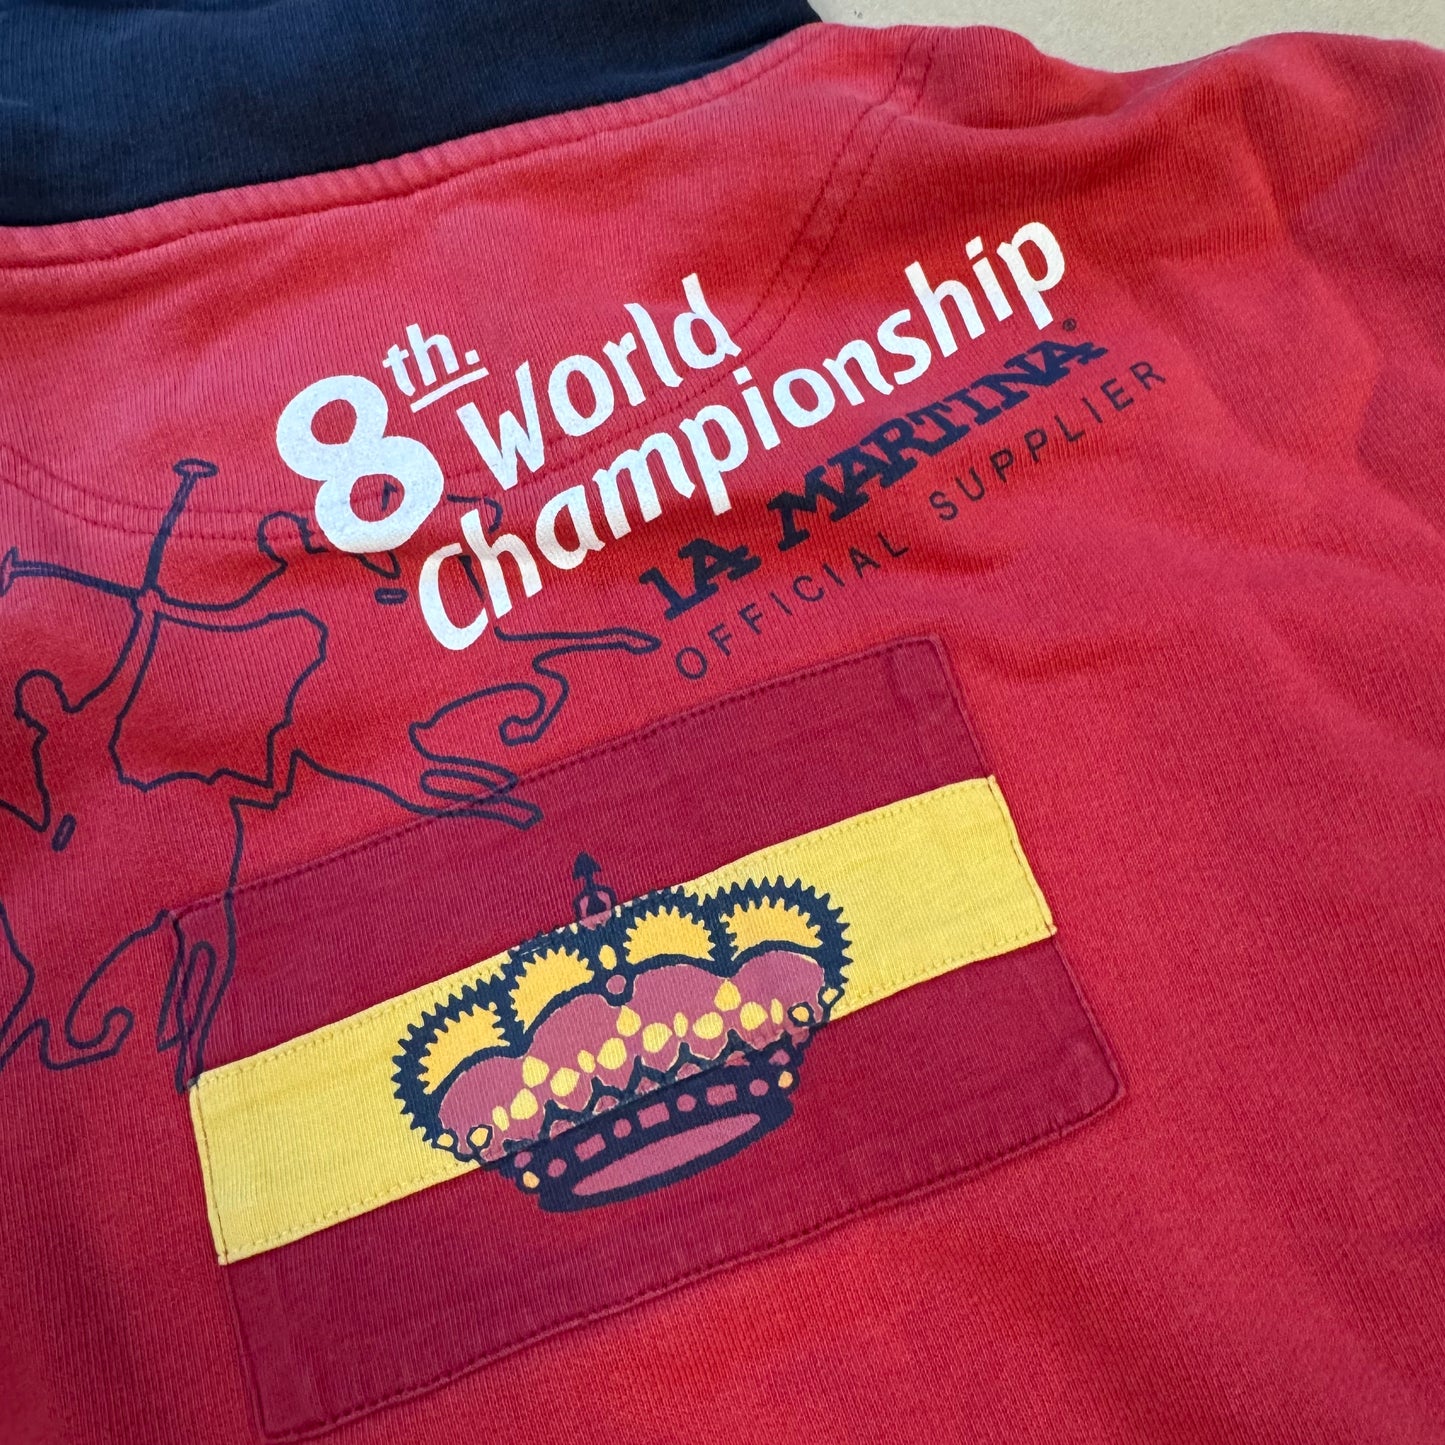 8th. World
Championship
LA MARTINA®
OFFICIAL SUPPLIER